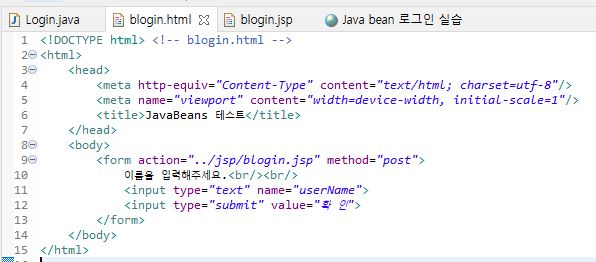 Login.java blogin.html blogin.jsp Java bean 로그인 실습
1 <!DOCTYPE html> <!-- blogin.html -->
2 <html>
3 <head>
4 <meta http-equiv="Content-Type" content="text/html; charset=utf-8"/>
5 <meta name="viewport" content="width=device-width, initial-scale=1"/>
6 <title>JavaBeans 테스트</title>
7 </head>
8 <body>
9 <form action="../jsp/blogin.jsp" method="post">
10 이름을 입력해주세요.<br/><br/>
11 <input type="text" name="userName">
12 <input type="submit" value="확 인">
13 </form>
14 </body>
15 </html>